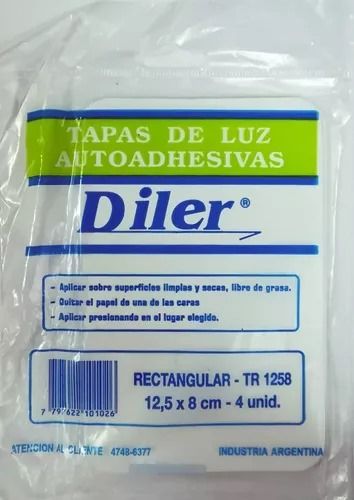 TAPAS DE LUZ
AUTOADHESIVAS
Diler®
- Aplicar sobre superficies limpias y secas, libre de grasa.
- Quitar el papel de una de las caras
- Aplicar presionando en el lugar elegido.
RECTANGULAR - TR 1258
12,5 x 8 cm - 4 unid.
7 797622 101026
ATENCION AL CLIENTE 4748-6377
INDUSTRIA ARGENTINA